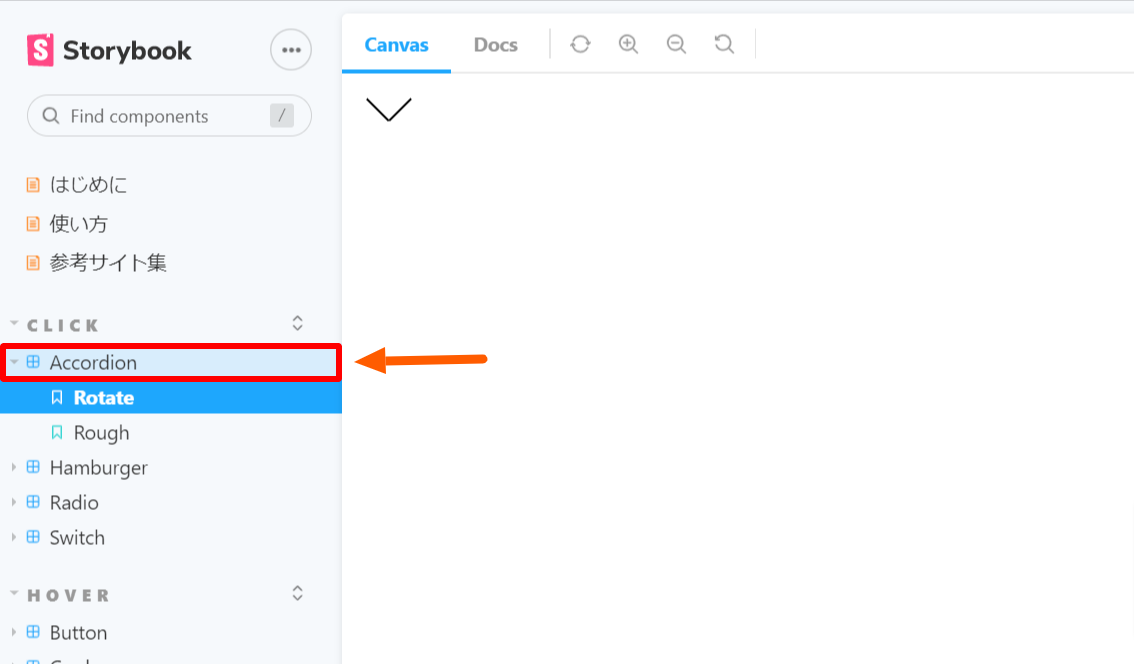 Storybook
Canvas
Docs
Find components
/
はじめに
使い方
参考サイト集
CLICK
Accordion
Rotate
Rough
Hamburger
Radio
Switch
HOVER
Button